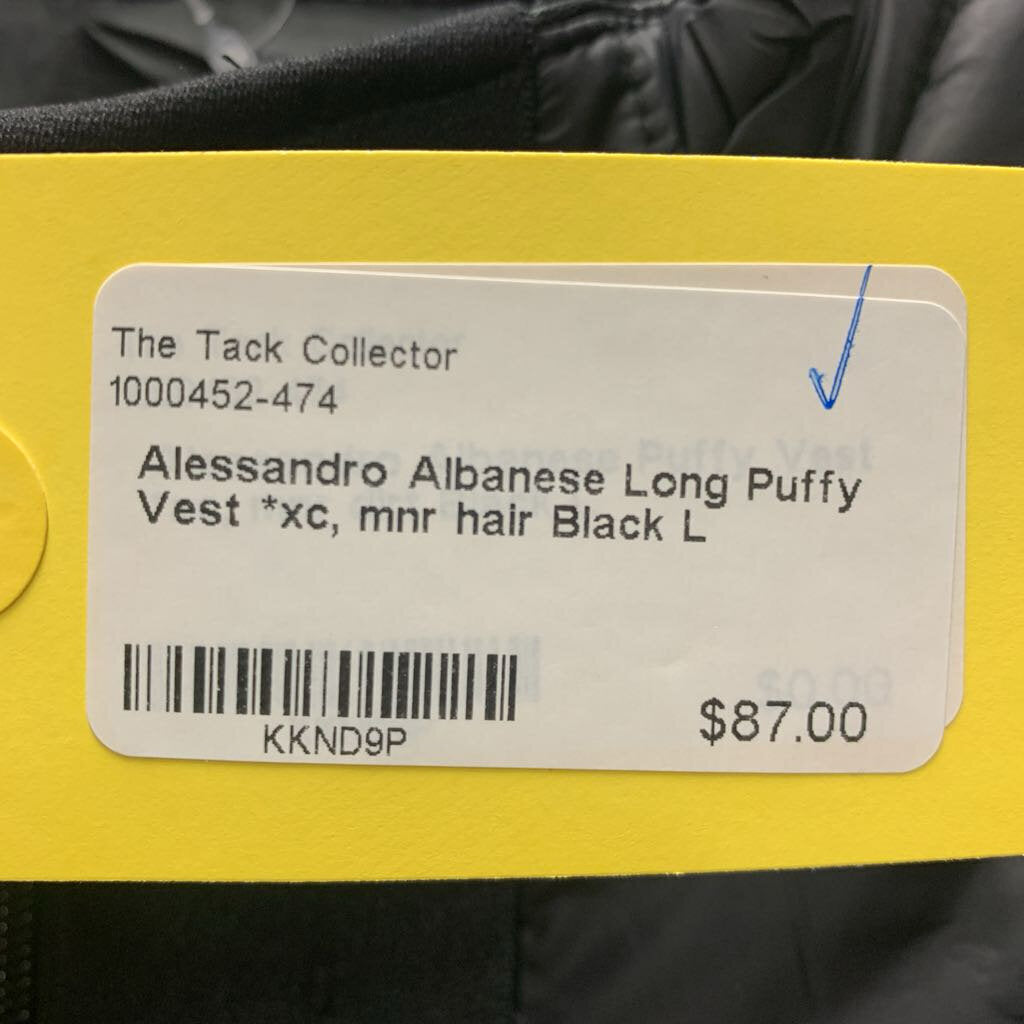 The Tack Collector
1000452-474
Alessandro Albanese Long Puffy
Vest *xc, mnr hair Black L
KKND9P
$87.00